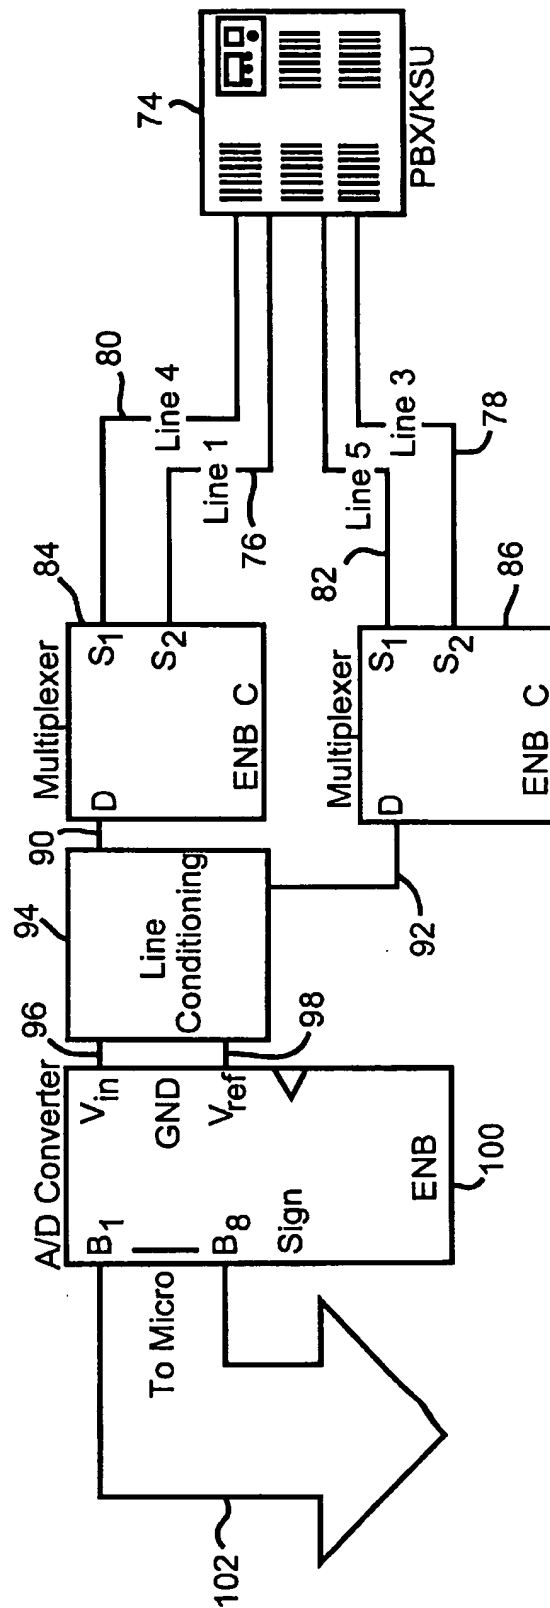 102
To Micro
A/D Converter
B1
B8
Sign
Vin
GND
Vref
ENB
100
96
98
94
Line
Conditioning
90
92
Multiplexer
D
S1
S2
ENB C
84
Multiplexer
D
S1
S2
ENB C
86
80
Line 4
Line 1
76
82
Line 5
Line 3
78
74
PBX/KSU